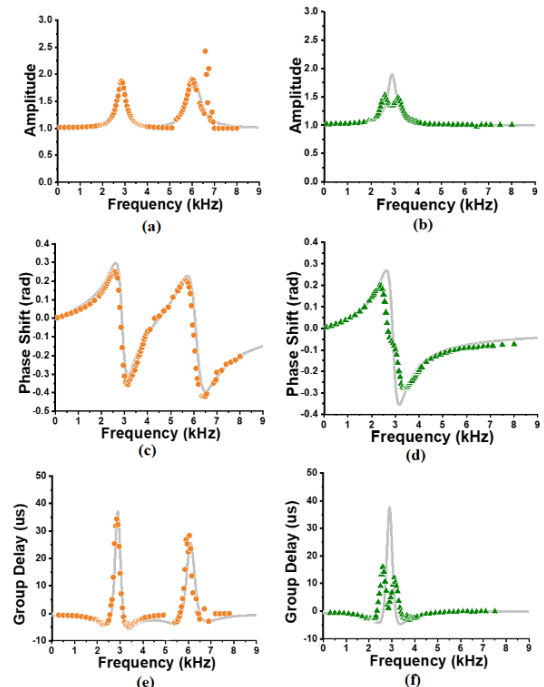 3.0
2.5
2.0
1.5
1.0
0.5
0.0
Amplitude
0 1 2 3 4 5 6 7 8 9
Frequency (kHz)
(a)
3.0
2.5
2.0
1.5
1.0
0.5
0.0
Amplitude
0 1 2 3 4 5 6 7 8 9
Frequency (kHz)
(b)
0.4
0.3
0.2
0.1
0.0
-0.1
-0.2
-0.3
-0.4
-0.5
Phase Shift (rad)
0 1 2 3 4 5 6 7 8 9
Frequency (kHz)
(c)
0.4
0.3
0.2
0.1
0.0
-0.1
-0.2
-0.3
-0.4
Phase Shift (rad)
0 1 2 3 4 5 6 7 8 9
Frequency (kHz)
(d)
50
40
30
20
10
0
-10
Group Delay (us)
0 1 2 3 4 5 6 7 8 9
Frequency (kHz)
(e)
50
40
30
20
10
0
-10
Group Delay (us)
0 1 2 3 4 5 6 7 8 9
Frequency (kHz)
(f)